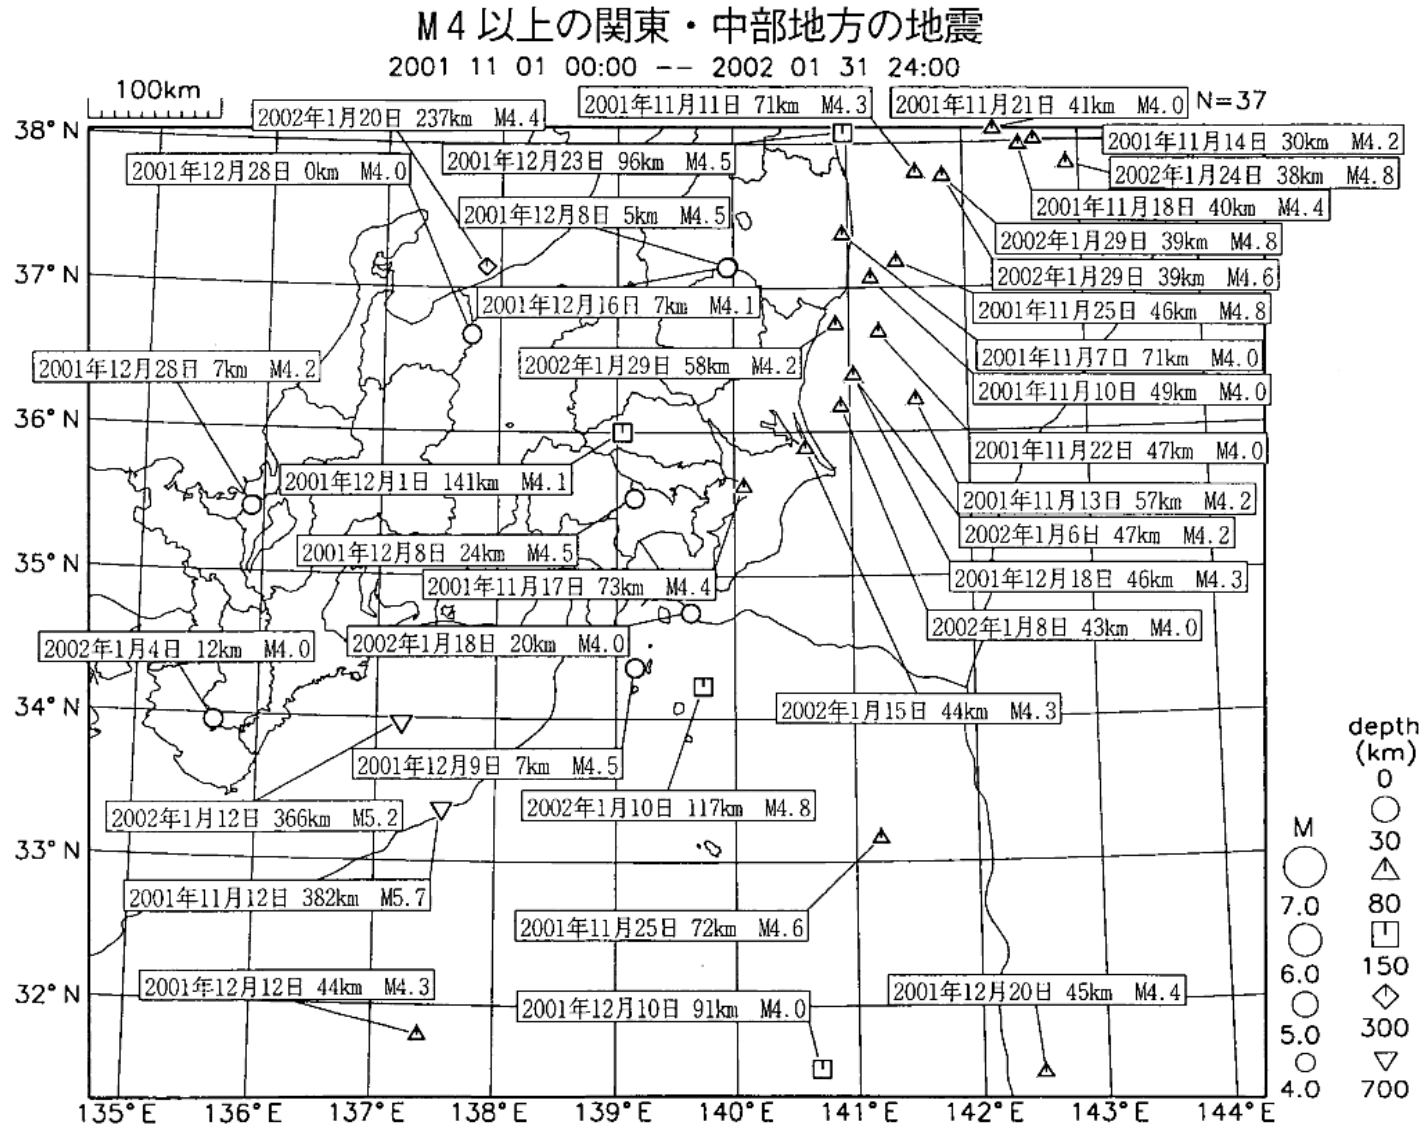 M4以上の関東・中部地方の地震
2001 11 01 00:00 -- 2002 01 31 24:00
100km
N=37
2001年11月11日 71km M4.3
2001年11月21日 41km M4.0
2002年1月20日 237km M4.4
38°N
2001年11月14日 30km M4.2
2001年12月23日 96km M4.5
2001年12月28日 0km M4.0
2002年1月24日 38km M4.8
2001年11月18日 40km M4.4
2001年12月8日 5km M4.5
2002年1月29日 39km M4.8
37°N
2002年1月29日 39km M4.6
2001年12月16日 7km M4.1
2001年11月25日 46km M4.8
2001年11月7日 71km M4.0
2001年12月28日 7km M4.2
2002年1月29日 58km M4.2
2001年11月10日 49km M4.0
36°N
2001年11月22日 47km M4.0
2001年12月1日 141km M4.1
2001年11月13日 57km M4.2
2002年1月6日 47km M4.2
2001年12月8日 24km M4.5
35°N
2001年12月18日 46km M4.3
2001年11月17日 73km M4.4
2002年1月8日 43km M4.0
2002年1月18日 20km M4.0
2002年1月4日 12km M4.0
34°N
2002年1月15日 44km M4.3
2001年12月9日 7km M4.5
2002年1月10日 117km M4.8
2002年1月12日 366km M5.2
33°N
2001年11月12日 382km M5.7
2001年11月25日 72km M4.6
2001年12月12日 44km M4.3
32°N
2001年12月20日 45km M4.4
2001年12月10日 91km M4.0
135°E 136°E 137°E 138°E 139°E 140°E 141°E 142°E 143°E 144°E
M
7.0
6.0
5.0
4.0
depth
(km)
0
30
80
150
300
700